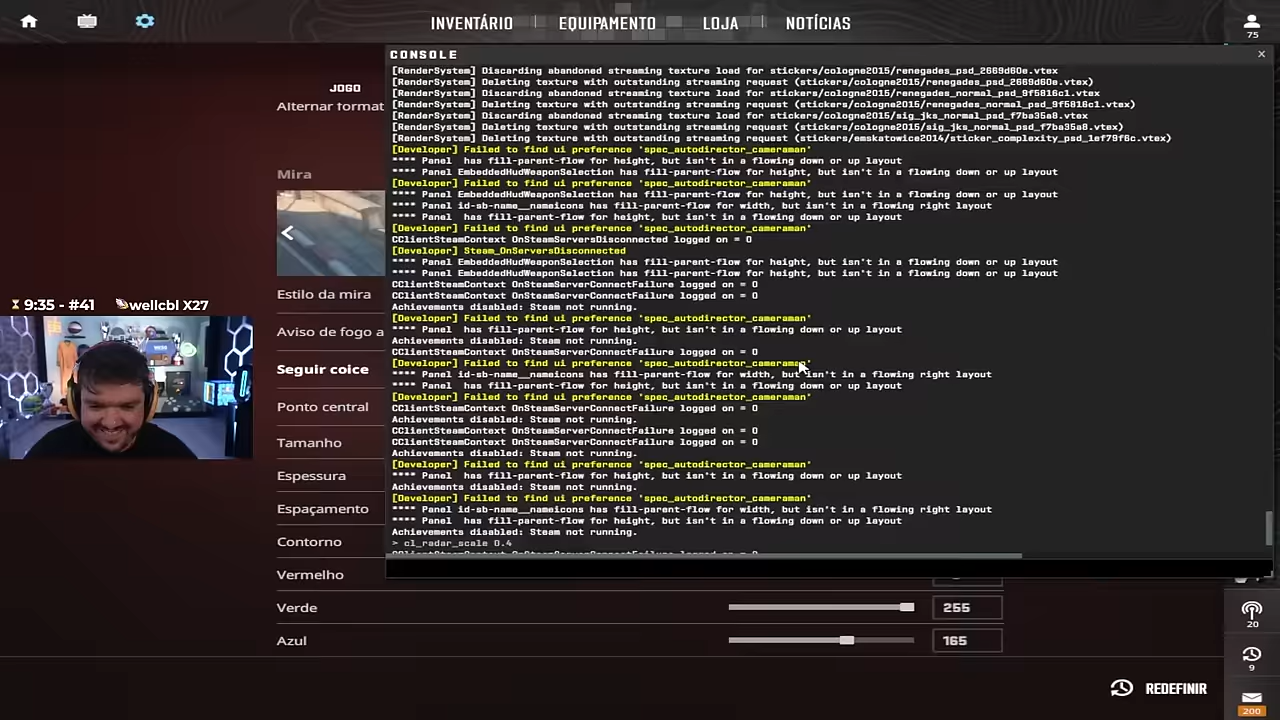 INVENTÁRIO
EQUIPAMENTO
LOJA
NOTÍCIAS
75
CONSOLE
x
[RenderSystem] Discarding abandoned streaming texture load for stickers/cologne2015/renegades_psd_2669d60e.vtex
[RenderSystem] Deleting texture with outstanding streaming request (stickers/cologne2015/renegades_psd_2669d60e.vtex)
[RenderSystem] Discarding abandoned streaming texture load for stickers/cologne2015/renegades_normal_psd_9f5816c1.vtex
[RenderSystem] Deleting texture with outstanding streaming request (stickers/cologne2015/renegades_normal_psd_9f5816c1.vtex)
[RenderSystem] Discarding abandoned streaming texture load for stickers/cologne2015/sig_jks_normal_psd_f7ba35a8.vtex
[RenderSystem] Deleting texture with outstanding streaming request (stickers/cologne2015/sig_jks_normal_psd_f7ba35a8.vtex)
[RenderSystem] Deleting texture with outstanding streaming request (stickers/emskatowice2014/sticker_complexity_psd_1ef79f6c.vtex)
[Developer] Failed to find ui preference 'spec_autodirector_cameraman'
**** Panel  has fill-parent-flow for height, but isn't in a flowing down or up layout
**** Panel EmbeddedHudWeaponSelection has fill-parent-flow for height, but isn't in a flowing down or up layout
[Developer] Failed to find ui preference 'spec_autodirector_cameraman'
**** Panel EmbeddedHudWeaponSelection has fill-parent-flow for height, but isn't in a flowing down or up layout
**** Panel id-sb-name__nameicons has fill-parent-flow for width, but isn't in a flowing right layout
**** Panel  has fill-parent-flow for height, but isn't in a flowing down or up layout
[Developer] Failed to find ui preference 'spec_autodirector_cameraman'
CClientSteamContext OnSteamServersDisconnected logged on = 0
[Developer] Steam_OnServersDisconnected
**** Panel EmbeddedHudWeaponSelection has fill-parent-flow for height, but isn't in a flowing down or up layout
**** Panel EmbeddedHudWeaponSelection has fill-parent-flow for height, but isn't in a flowing down or up layout
CClientSteamContext OnSteamServerConnectFailure logged on = 0
CClientSteamContext OnSteamServerConnectFailure logged on = 0
Achievements disabled: Steam not running.
[Developer] Failed to find ui preference 'spec_autodirector_cameraman'
**** Panel  has fill-parent-flow for height, but isn't in a flowing down or up layout
Achievements disabled: Steam not running.
CClientSteamContext OnSteamServerConnectFailure logged on = 0
[Developer] Failed to find ui preference 'spec_autodirector_cameraman'
**** Panel id-sb-name__nameicons has fill-parent-flow for width, but isn't in a flowing right layout
**** Panel  has fill-parent-flow for height, but isn't in a flowing down or up layout
[Developer] Failed to find ui preference 'spec_autodirector_cameraman'
CClientSteamContext OnSteamServerConnectFailure logged on = 0
Achievements disabled: Steam not running.
CClientSteamContext OnSteamServerConnectFailure logged on = 0
CClientSteamContext OnSteamServerConnectFailure logged on = 0
Achievements disabled: Steam not running.
[Developer] Failed to find ui preference 'spec_autodirector_cameraman'
**** Panel  has fill-parent-flow for height, but isn't in a flowing down or up layout
Achievements disabled: Steam not running.
[Developer] Failed to find ui preference 'spec_autodirector_cameraman'
**** Panel id-sb-name__nameicons has fill-parent-flow for width, but isn't in a flowing right layout
**** Panel  has fill-parent-flow for height, but isn't in a flowing down or up layout
Achievements disabled: Steam not running.
> cl_radar_scale 0.4
CClientSteamContext OnSteamServerConnectFailure logged on = 0
JOGO
Alternar format
Mira
Estilo da mira
Aviso de fogo a
Seguir coice
Ponto central
Tamanho
Espessura
Espaçamento
Contorno
Vermelho
Verde
255
Azul
165
9:35 - #41
wellcbl X27
20
9
200
REDEFINIR